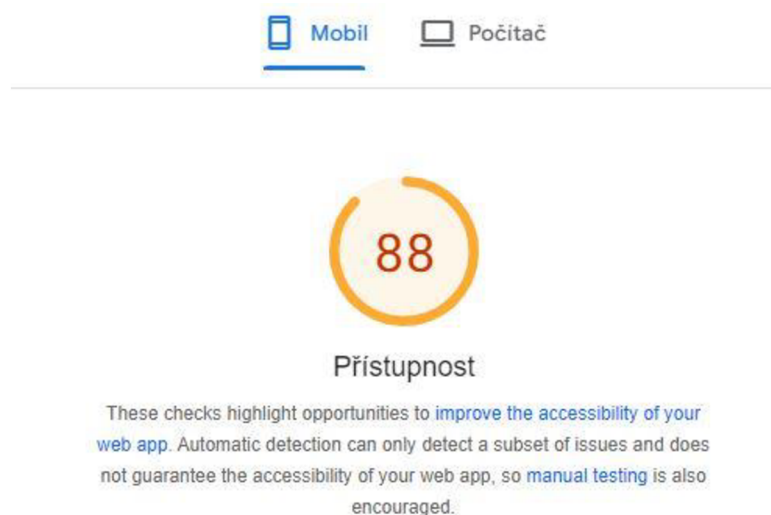 Mobil Počítač
88
Přístupnost
These checks highlight opportunities to improve the accessibility of your
web app. Automatic detection can only detect a subset of issues and does
not guarantee the accessibility of your web app, so manual testing is also
encouraged.